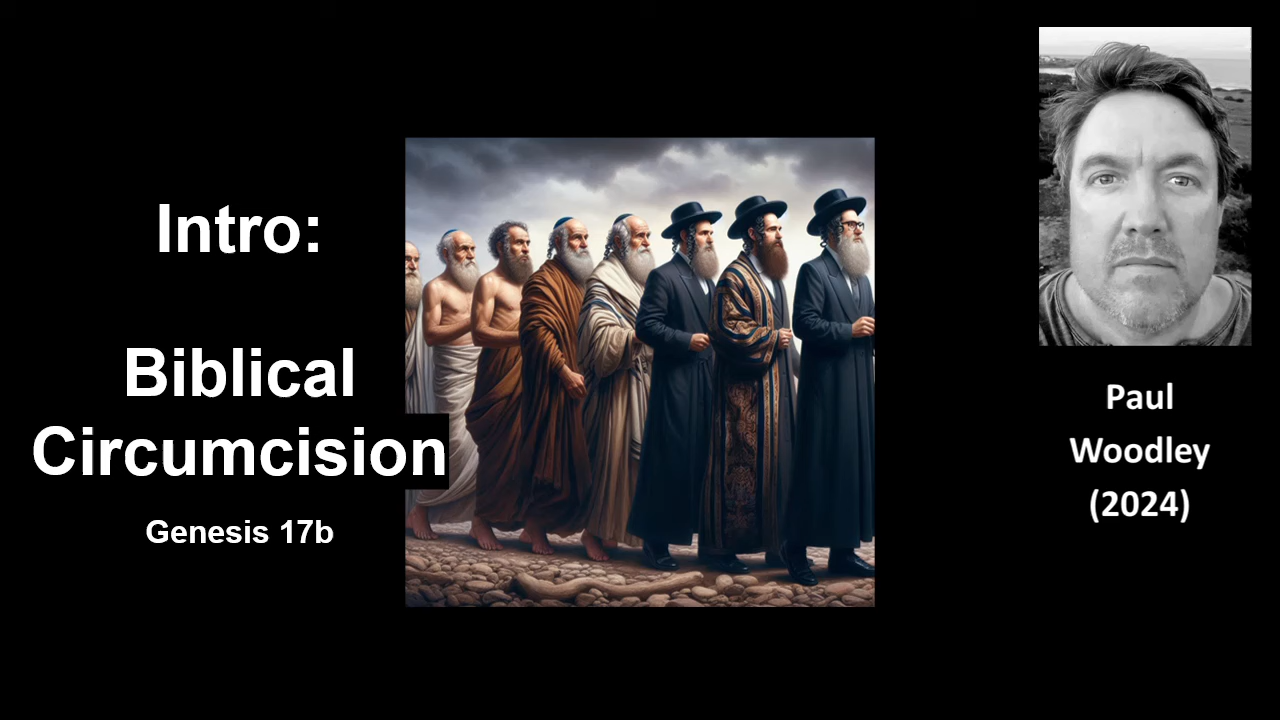 Intro:
Biblical
Circumcision
Genesis 17b
Paul
Woodley
(2024)